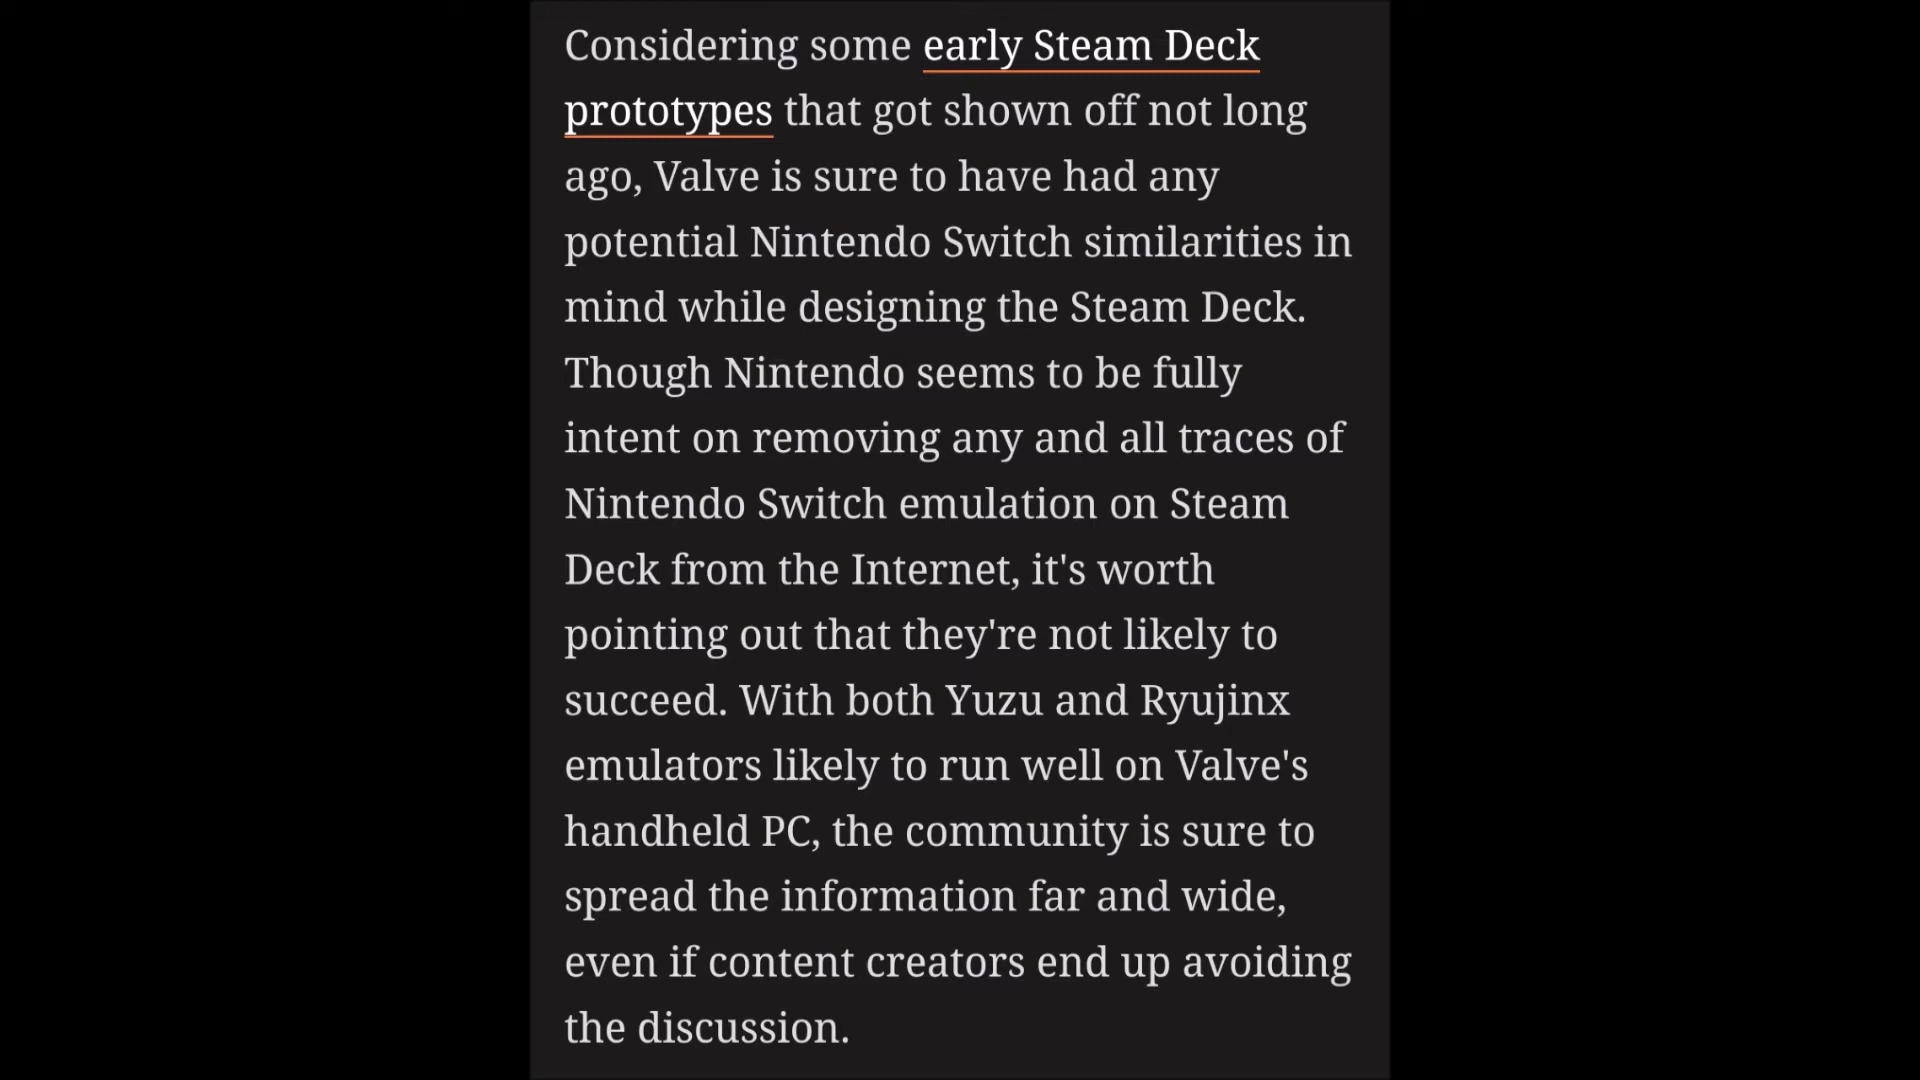 Considering some early Steam Deck
prototypes that got shown off not long
ago, Valve is sure to have had any
potential Nintendo Switch similarities in
mind while designing the Steam Deck.
Though Nintendo seems to be fully
intent on removing any and all traces of
Nintendo Switch emulation on Steam
Deck from the Internet, it's worth
pointing out that they're not likely to
succeed. With both Yuzu and Ryujinx
emulators likely to run well on Valve's
handheld PC, the community is sure to
spread the information far and wide,
even if content creators end up avoiding
the discussion.